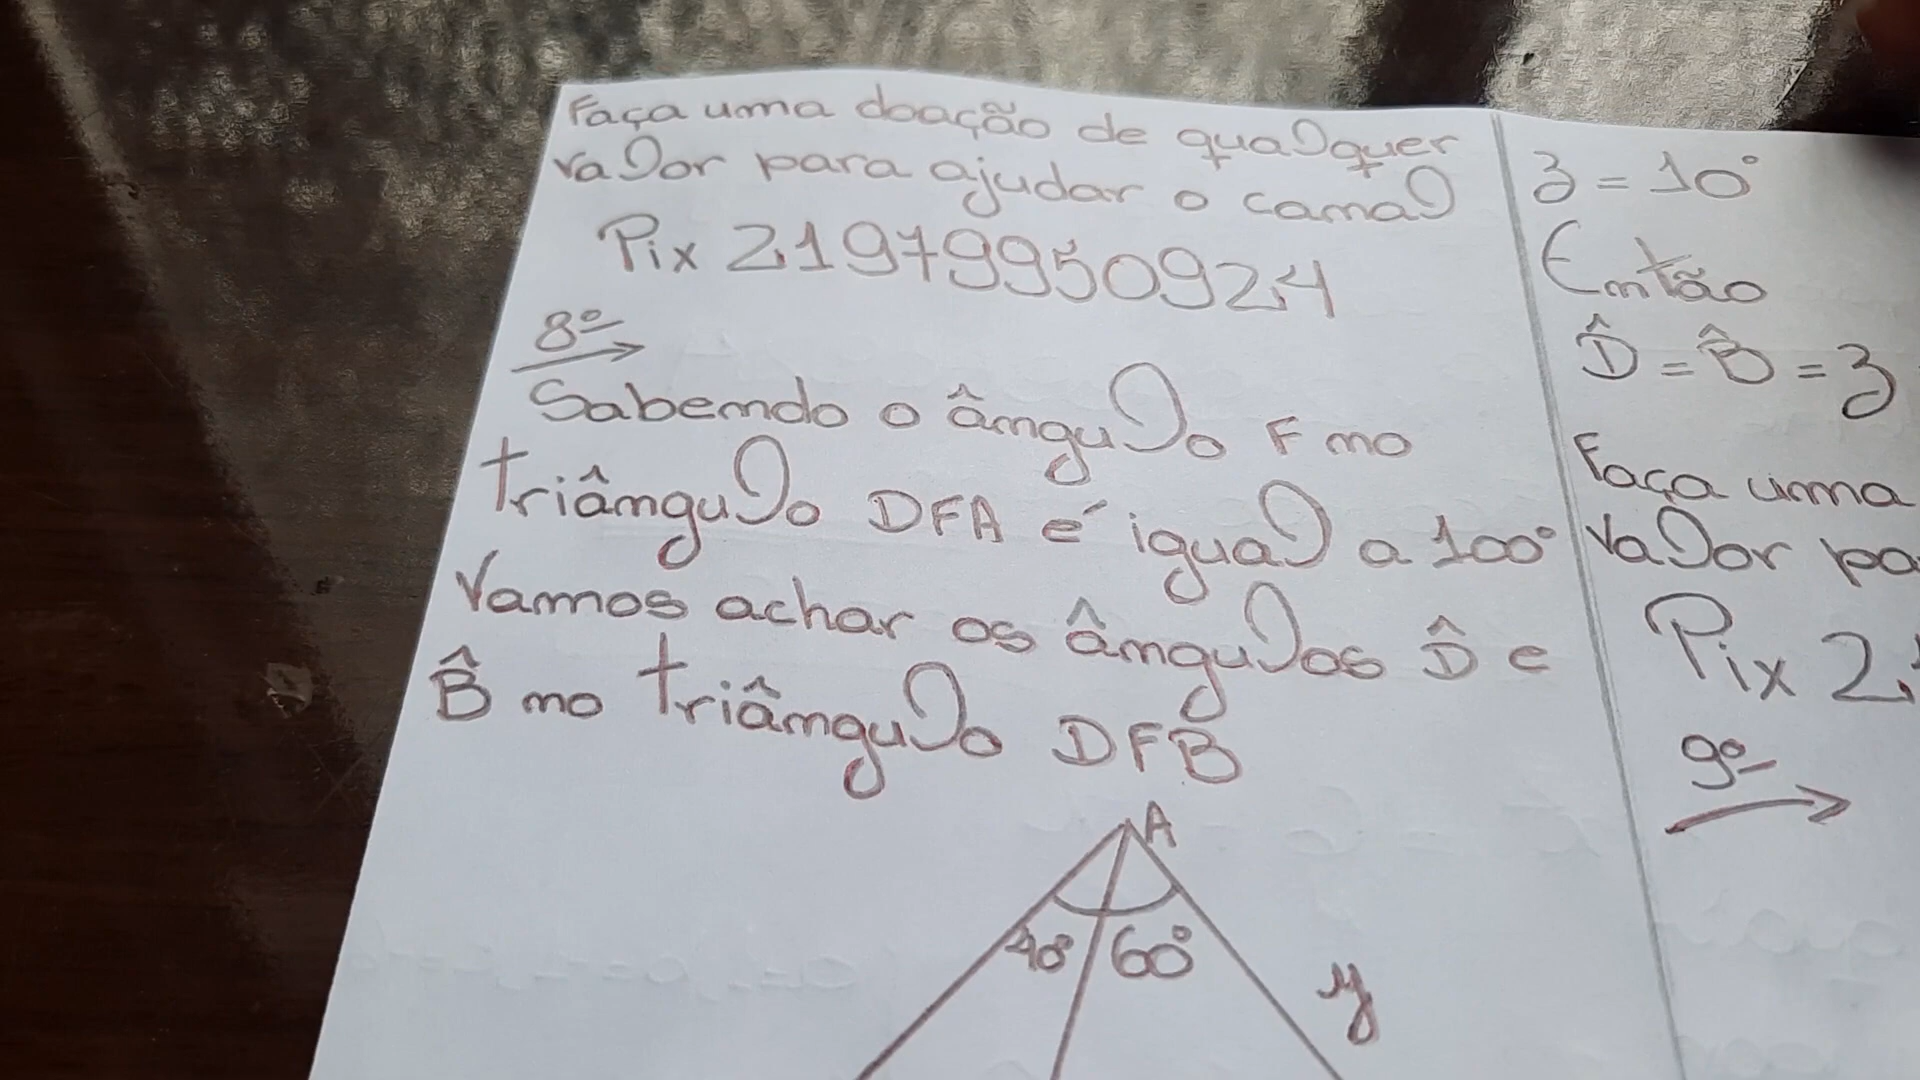 Faça uma doação de qualquer
valor para ajudar o canal
Pix 21979950924
8º
Sabendo o ângulo F no
triângulo DFA é igual a 100°
Vamos achar os ângulos D̂ e
B̂ no triângulo DFB
A
40° 60°
y
z = 10°
Então
D̂ = B̂ = z
Faça uma
valor pa
Pix 2
9º